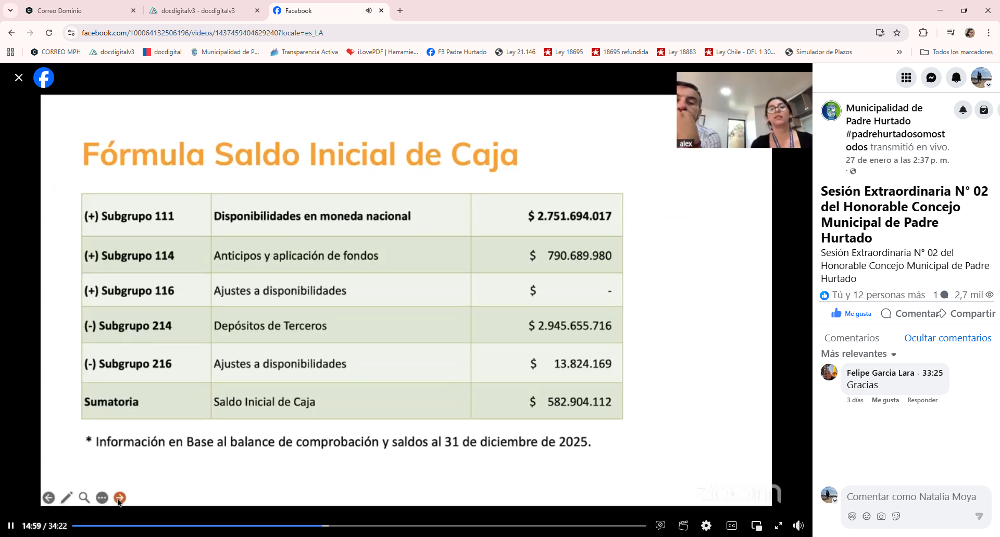 Correo Dominio
docdigitalv3 - docdigitalv3
Facebook
facebook.com/100064132506196/videos/1437459404629240?locale=es_LA
CORREO MPH
docdigitalv3
docdigital
Municipalidad de P...
Transparencia Activa
iLovePDF | Herramie...
FB Padre Hurtado
Ley 21.146
Ley 18695
18695 refundida
Ley 18883
Ley Chile - DFL 1 30...
Simulador de Plazos
Todos los marcadores
alex
Fórmula Saldo Inicial de Caja
(+) Subgrupo 111 Disponibilidades en moneda nacional $ 2.751.694.017
(+) Subgrupo 114 Anticipos y aplicación de fondos $ 790.689.980
(+) Subgrupo 116 Ajustes a disponibilidades $ -
(-) Subgrupo 214 Depósitos de Terceros $ 2.945.655.716
(-) Subgrupo 216 Ajustes a disponibilidades $ 13.824.169
Sumatoria Saldo Inicial de Caja $ 582.904.112
* Información en Base al balance de comprobación y saldos al 31 de diciembre de 2025.
zoom
14:59 / 34:22
CC
Municipalidad de
Padre Hurtado
#padrehurtadosomost
odos transmitió en vivo.
27 de enero a las 2:37 p. m.
·
Sesión Extraordinaria N° 02
del Honorable Concejo
Municipal de Padre
Hurtado
Sesión Extraordinaria N° 02 del
Honorable Concejo Municipal de Padre
Hurtado
Tú y 12 personas más 1 2,7 mil
Me gusta Comentar Compartir
Comentarios Ocultar comentarios
Más relevantes
Felipe Garcia Lara · 33:25
Gracias
3 días Me gusta Responder
Comentar como Natalia Moya